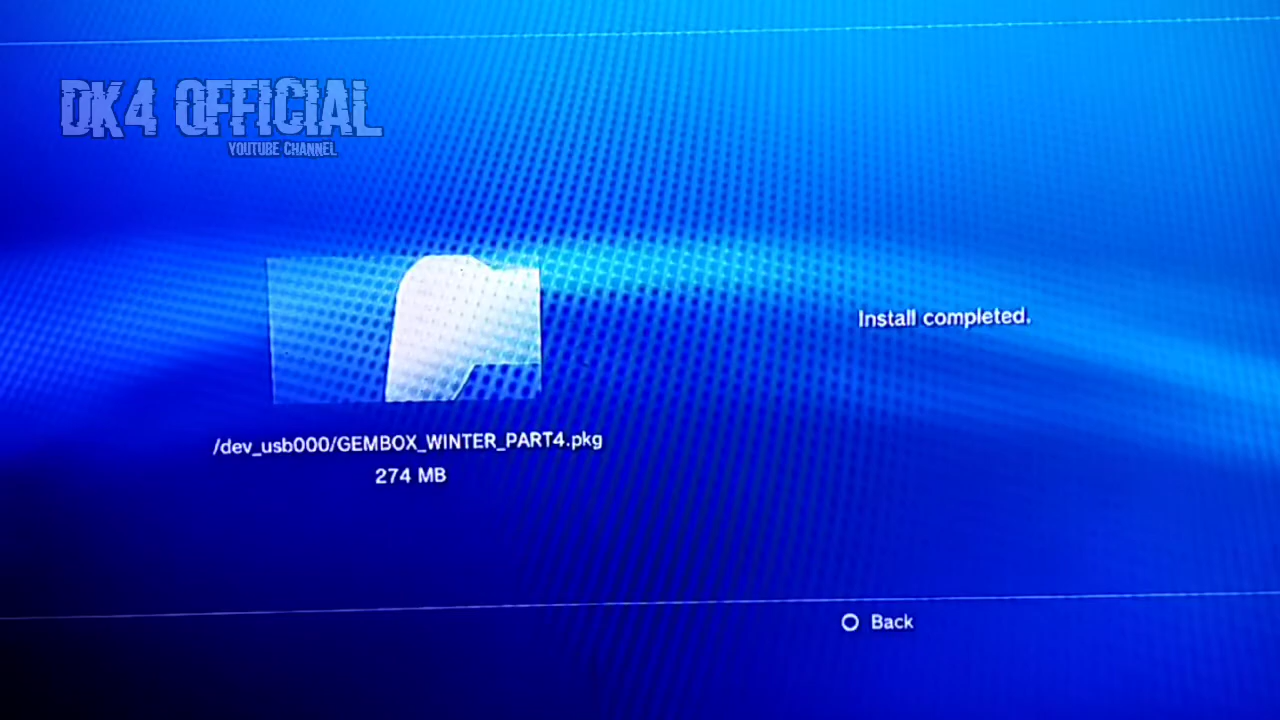 DK4 OFFICIAL
YOUTUBE CHANNEL
Install completed.
/dev_usb000/GEMBOX_WINTER_PART4.pkg
274 MB
Back